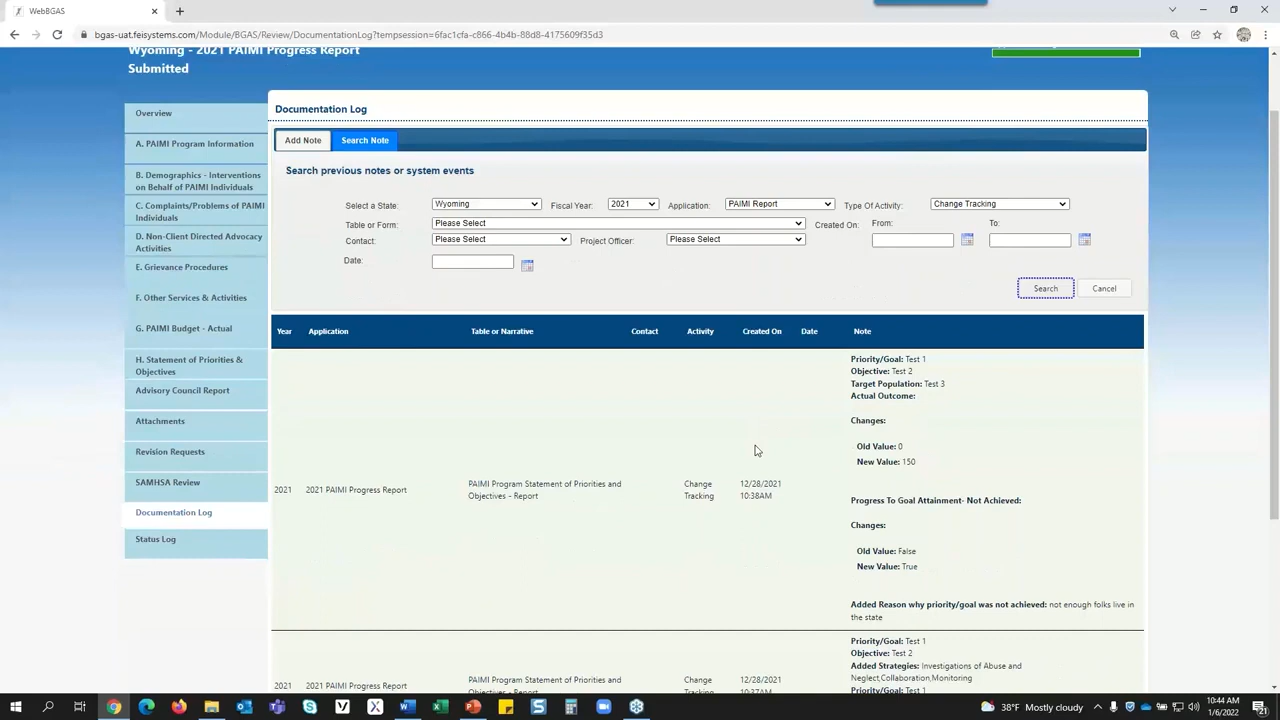 WebBGAS
bgas-uat.feisystems.com/Module/BGAS/Review/DocumentationLog?tempsession=6fac1cfa-c866-4b4b-88d8-4175609f35d3
Wyoming - 2021 PAIMI Progress Report
Submitted
Overview
A. PAIMI Program Information
B. Demographics - Interventions
on Behalf of PAIMI Individuals
C. Complaints/Problems of PAIMI
Individuals
D. Non-Client Directed Advocacy
Activities
E. Grievance Procedures
F. Other Services & Activities
G. PAIMI Budget - Actual
H. Statement of Priorities &
Objectives
Advisory Council Report
Attachments
Revision Requests
SAMHSA Review
Documentation Log
Status Log
Documentation Log
Add Note
Search Note
Search previous notes or system events
Select a State: Wyoming Fiscal Year: 2021 Application: PAIMI Report Type Of Activity: Change Tracking
Table or Form: Please Select Created On: From: To:
Contact: Please Select Project Officer: Please Select
Date:
Search Cancel
Year Application Table or Narrative Contact Activity Created On Date Note
2021 2021 PAIMI Progress Report
PAIMI Program Statement of Priorities and
Objectives - Report
Change
Tracking
12/28/2021
10:38AM
Priority/Goal: Test 1
Objective: Test 2
Target Population: Test 3
Actual Outcome:
Changes:
Old Value: 0
New Value: 150
Progress To Goal Attainment- Not Achieved:
Changes:
Old Value: False
New Value: True
Added Reason why priority/goal was not achieved: not enough folks live in
the state
2021 2021 PAIMI Progress Report
PAIMI Program Statement of Priorities and
Objectives - Report
Change
Tracking
12/28/2021
10:37AM
Priority/Goal: Test 1
Objective: Test 2
Added Strategies: Investigations of Abuse and
Neglect,Collaboration,Monitoring
Priority/Goal: Test 1
38°F Mostly cloudy
10:44 AM
1/6/2022